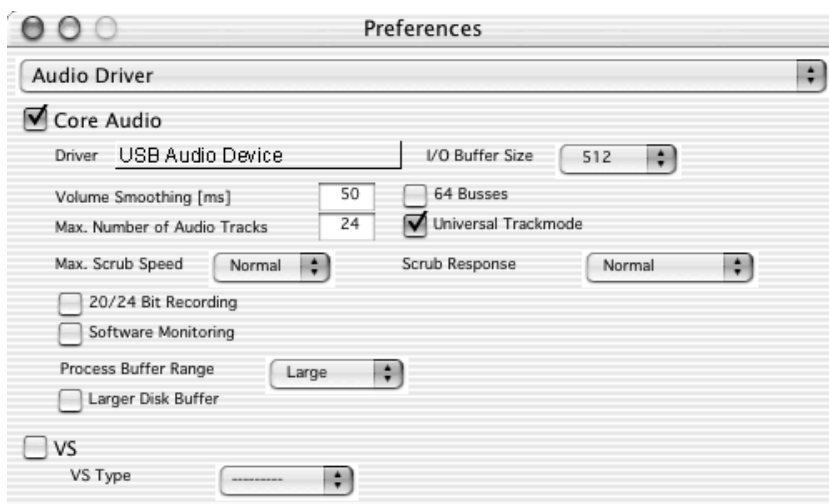 Preferences
Audio Driver
Core Audio
Driver USB Audio Device I/O Buffer Size 512
Volume Smoothing [ms] 50 64 Busses
Max. Number of Audio Tracks 24 Universal Trackmode
Max. Scrub Speed Normal Scrub Response Normal
20/24 Bit Recording
Software Monitoring
Process Buffer Range Large
Larger Disk Buffer
VS
VS Type ---------